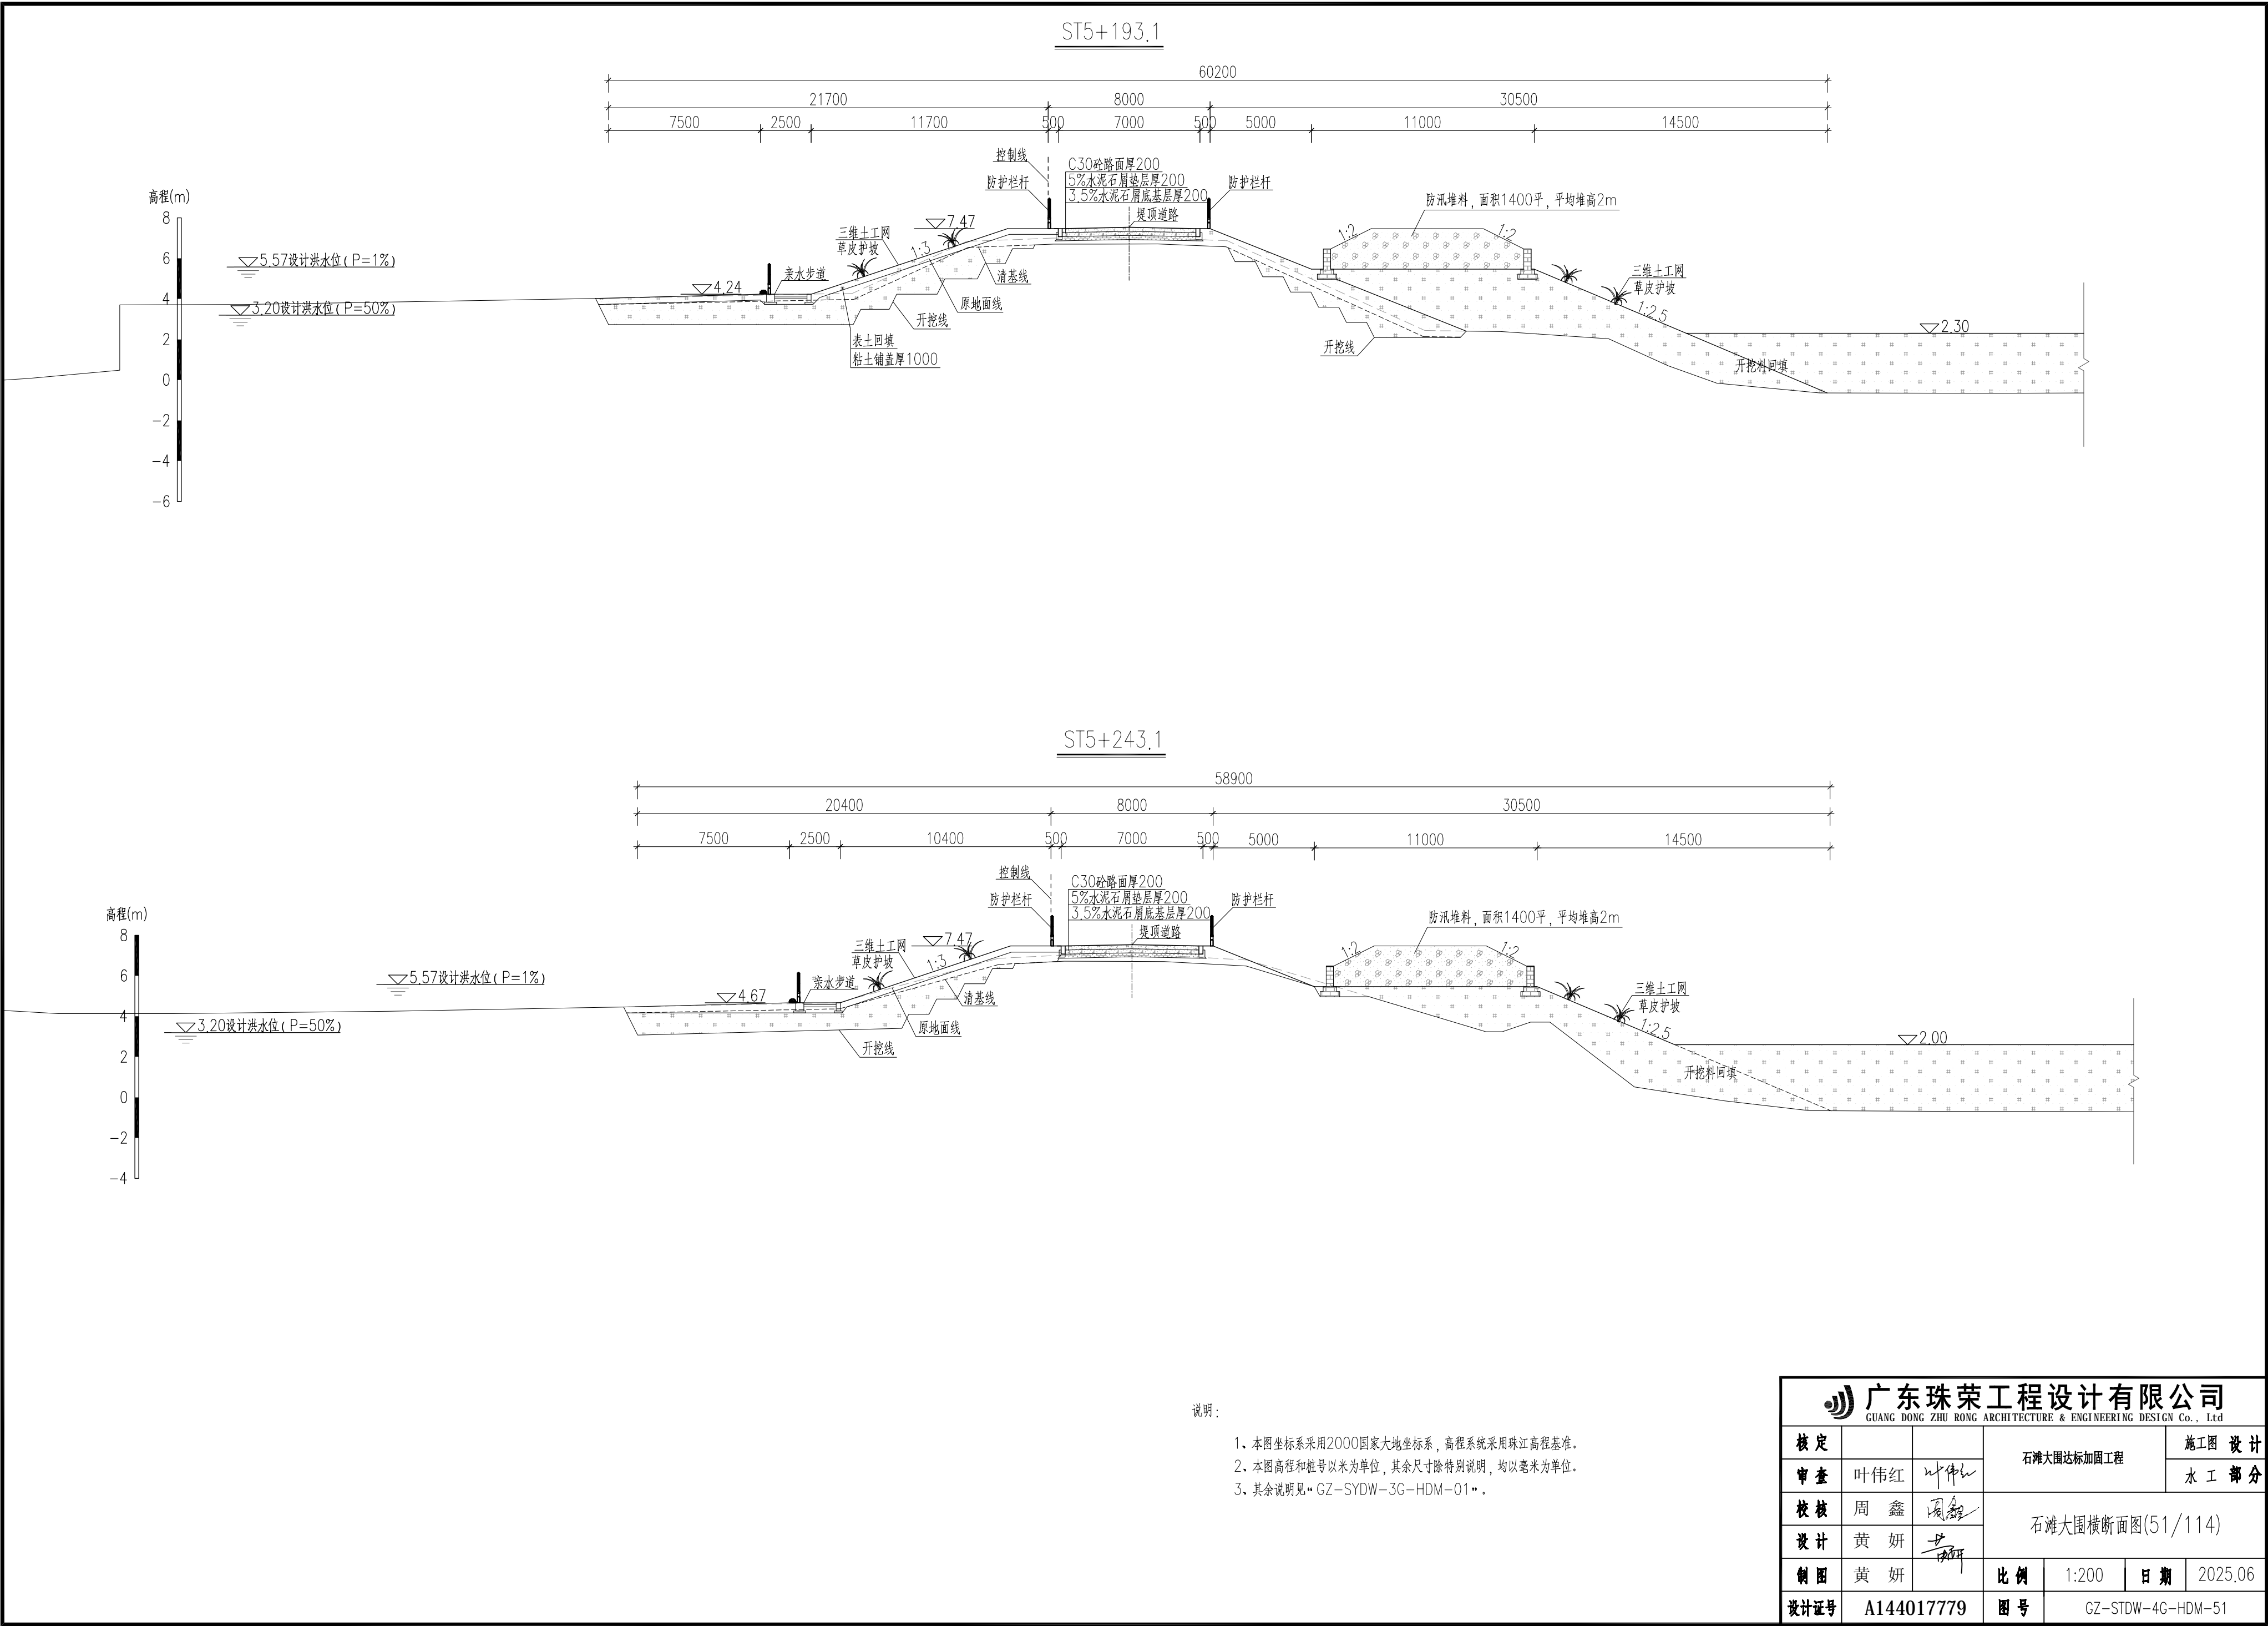 ST5+193.1
60200
21700 8000 30500
7500 2500 11700 500 7000 500 5000 11000 14500
控制线
防护栏杆
C30砼路面厚200
5%水泥石屑垫层厚200
3.5%水泥石屑底基层厚200
堤顶道路
防护栏杆
防汛堆料，面积1400平，平均堆高2m
1:2
1:2
高程(m)
8
6
4
2
0
-2
-4
-6
5.57设计洪水位(P=1%)
3.20设计洪水位(P=50%)
7.47
三维土工网
草皮护坡
1:3
亲水步道
4.24
清基线
原地面线
开挖线
表土回填
粘土铺盖厚1000
开挖线
三维土工网
草皮护坡
1:2.5
2.30
开挖料回填
ST5+243.1
58900
20400 8000 30500
7500 2500 10400 500 7000 500 5000 11000 14500
控制线
防护栏杆
C30砼路面厚200
5%水泥石屑垫层厚200
3.5%水泥石屑底基层厚200
堤顶道路
防护栏杆
防汛堆料，面积1400平，平均堆高2m
1:2
1:2
高程(m)
8
6
4
2
0
-2
-4
5.57设计洪水位(P=1%)
3.20设计洪水位(P=50%)
7.47
三维土工网
草皮护坡
1:3
亲水步道
4.67
清基线
原地面线
开挖线
三维土工网
草皮护坡
1:2.5
2.00
开挖料回填
说明：
1、本图坐标系采用2000国家大地坐标系，高程系统采用珠江高程基准。
2、本图高程和桩号以米为单位，其余尺寸除特别说明，均以毫米为单位。
3、其余说明见“GZ-SYDW-3G-HDM-01”。
广东珠荣工程设计有限公司
GUANG DONG ZHU RONG ARCHITECTURE & ENGINEERING DESIGN Co., Ltd
核定 石滩大围达标加固工程 施工图 设计
审查 叶伟红 叶伟红 水工 部分
校核 周鑫 周鑫 石滩大围横断面图(51/114)
设计 黄妍 黄妍
制图 黄妍 比例 1:200 日期 2025.06
设计证号 A144017779 图号 GZ-STDW-4G-HDM-51